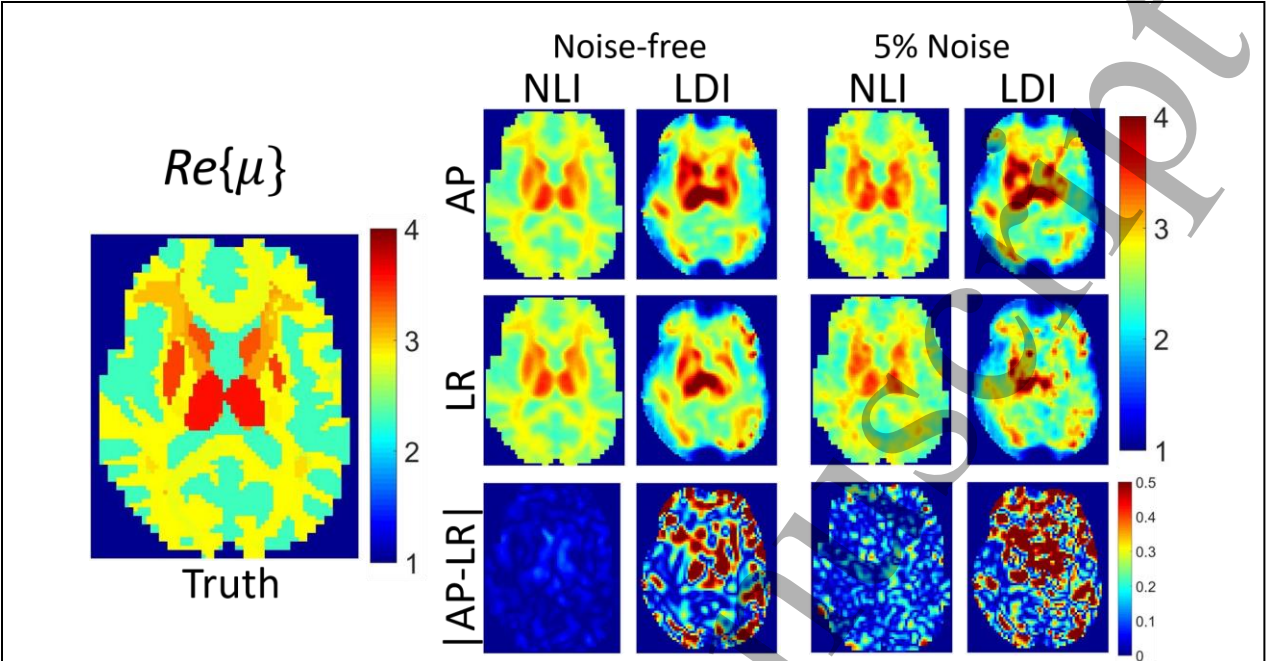 Noise-free 5% Noise
NLI LDI NLI LDI
Re{μ}
AP
4
3
2
1
Truth
LR
4
3
2
1
|AP-LR|
0.5
0.4
0.3
0.2
0.1
0
script